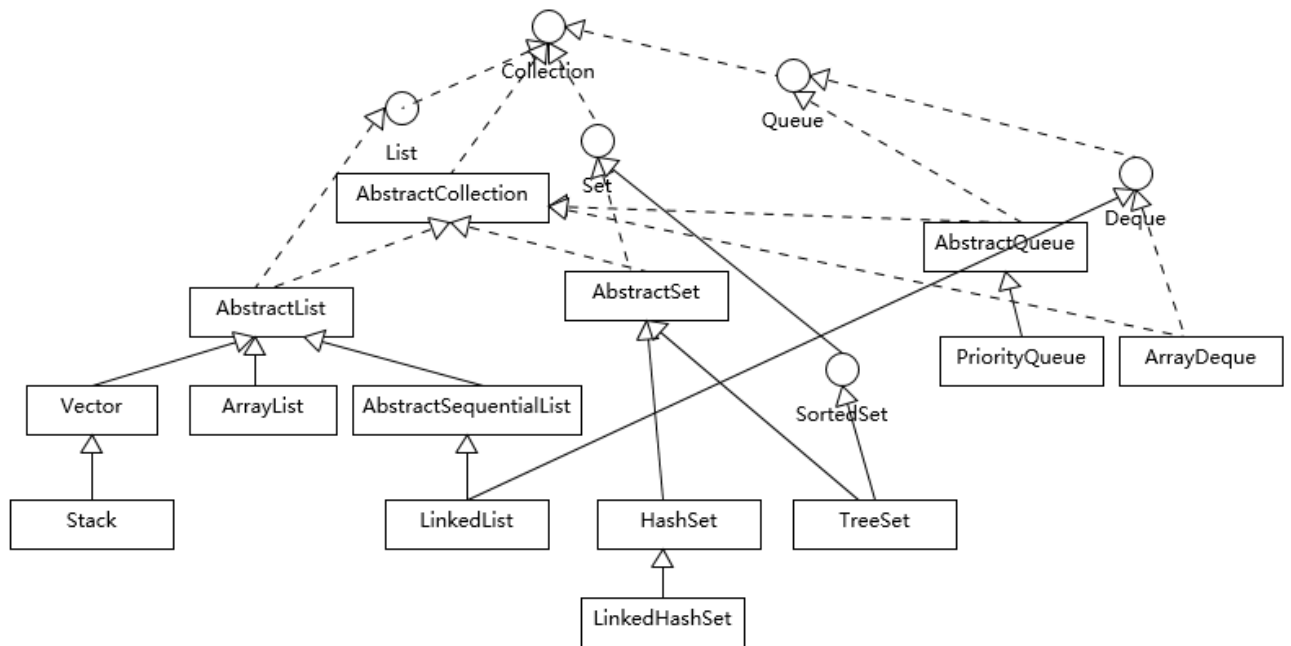 Collection
Queue
List
Set
AbstractCollection
Deque
AbstractQueue
AbstractList
AbstractSet
PriorityQueue
ArrayDeque
Vector
ArrayList
AbstractSequentialList
SortedSet
Stack
LinkedList
HashSet
TreeSet
LinkedHashSet